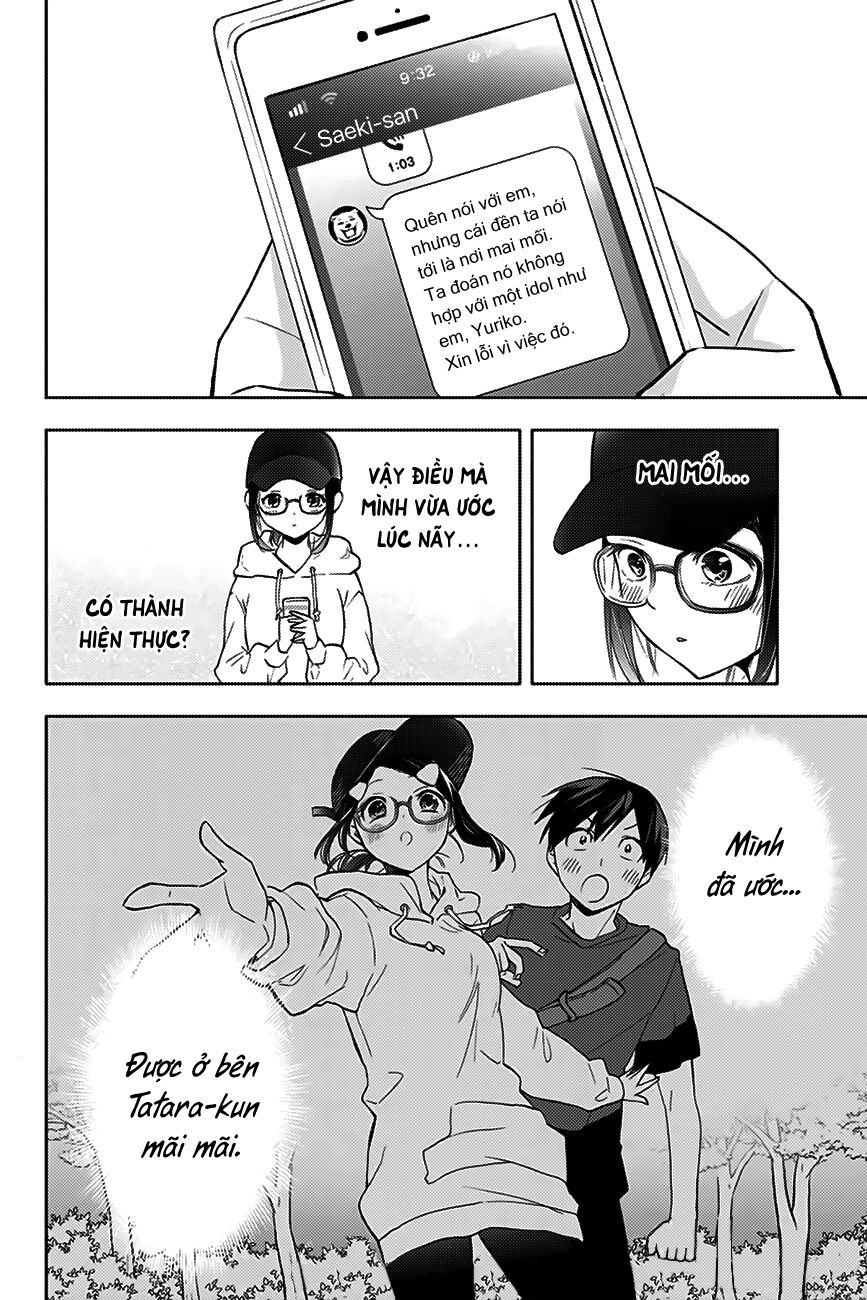 9:32
Saeki-san
1:03
Quên nói với em,
nhưng cái đền ta nói
tới là nơi mai mối.
Ta đoán nó không
hợp với một idol như
em, Yuriko.
Xin lỗi vì việc đó.
MAI MỐI...
VẬY ĐIỀU MÀ
MÌNH VỪA ƯỚC
LÚC NÃY...
CÓ THÀNH
HIỆN THỰC?
Mình
đã ước...
Được ở bên
Tatara-kun
mãi mãi.